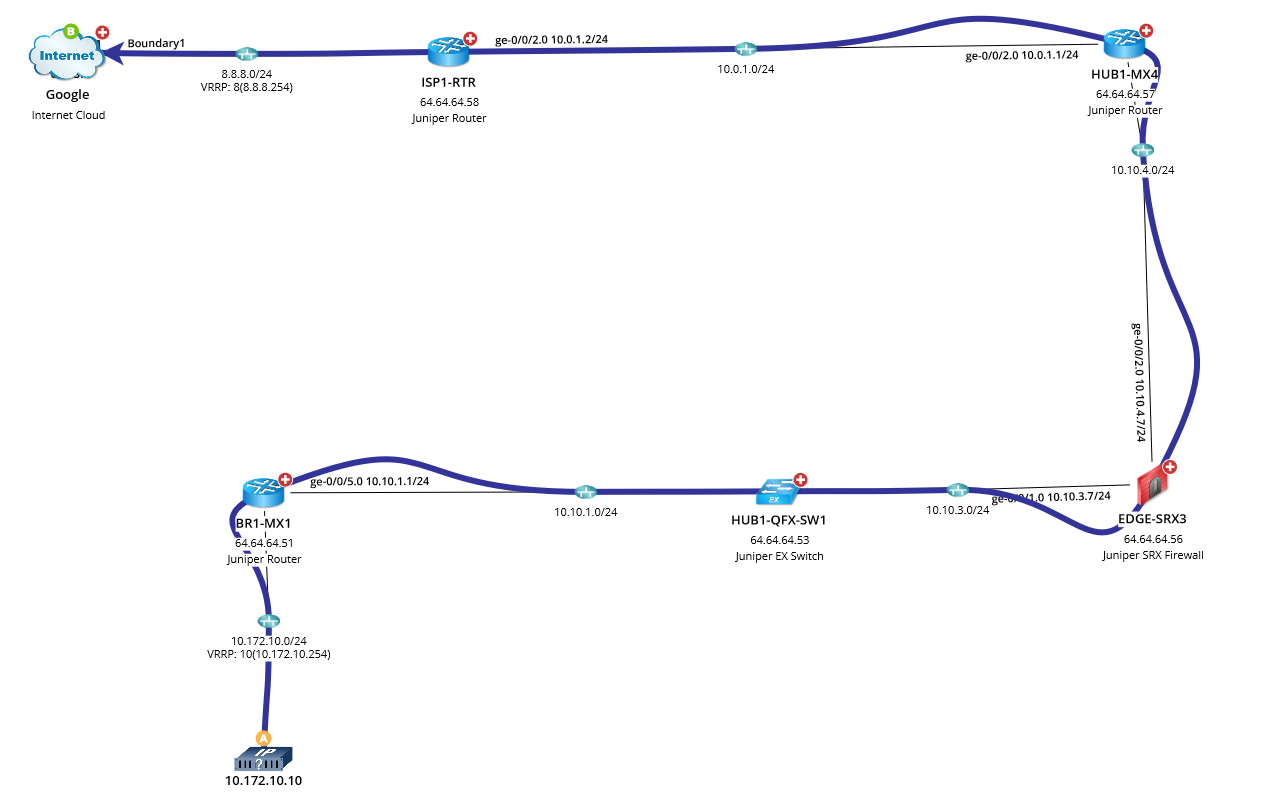 B
Internet
Google
Internet Cloud
Boundary1
8.8.8.0/24
VRRP: 8(8.8.8.254)
ISP1-RTR
64.64.64.58
Juniper Router
ge-0/0/2.0 10.0.1.2/24
10.0.1.0/24
ge-0/0/2.0 10.0.1.1/24
HUB1-MX4
64.64.64.57
Juniper Router
10.10.4.0/24
ge-0/0/2.0 10.10.4.7/24
BR1-MX1
64.64.64.51
Juniper Router
ge-0/0/5.0 10.10.1.1/24
10.10.1.0/24
EX
HUB1-QFX-SW1
64.64.64.53
Juniper EX Switch
10.10.3.0/24
ge-0/0/1.0 10.10.3.7/24
EDGE-SRX3
64.64.64.56
Juniper SRX Firewall
10.172.10.0/24
VRRP: 10(10.172.10.254)
A
IP
?
10.172.10.10